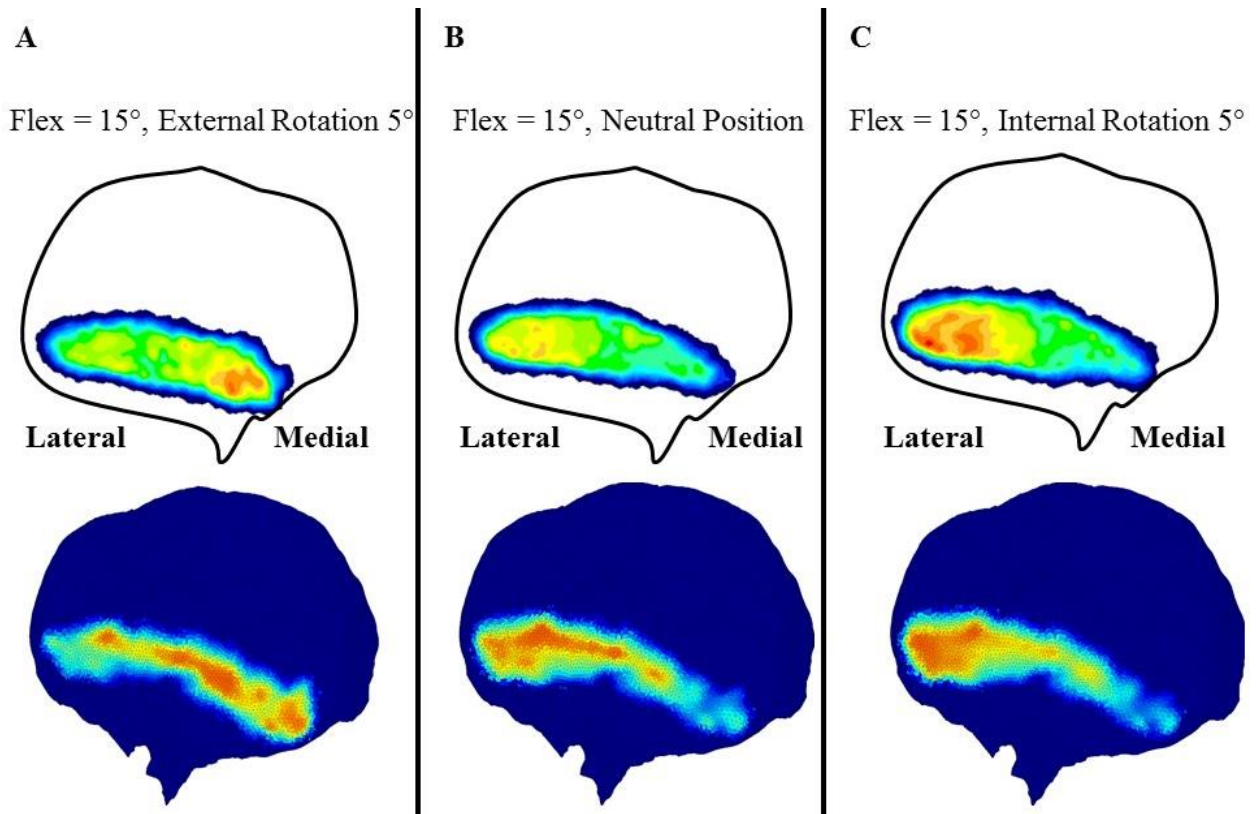 A
Flex = 15°, External Rotation 5°
Lateral
Medial
B
Flex = 15°, Neutral Position
Lateral
Medial
C
Flex = 15°, Internal Rotation 5°
Lateral
Medial